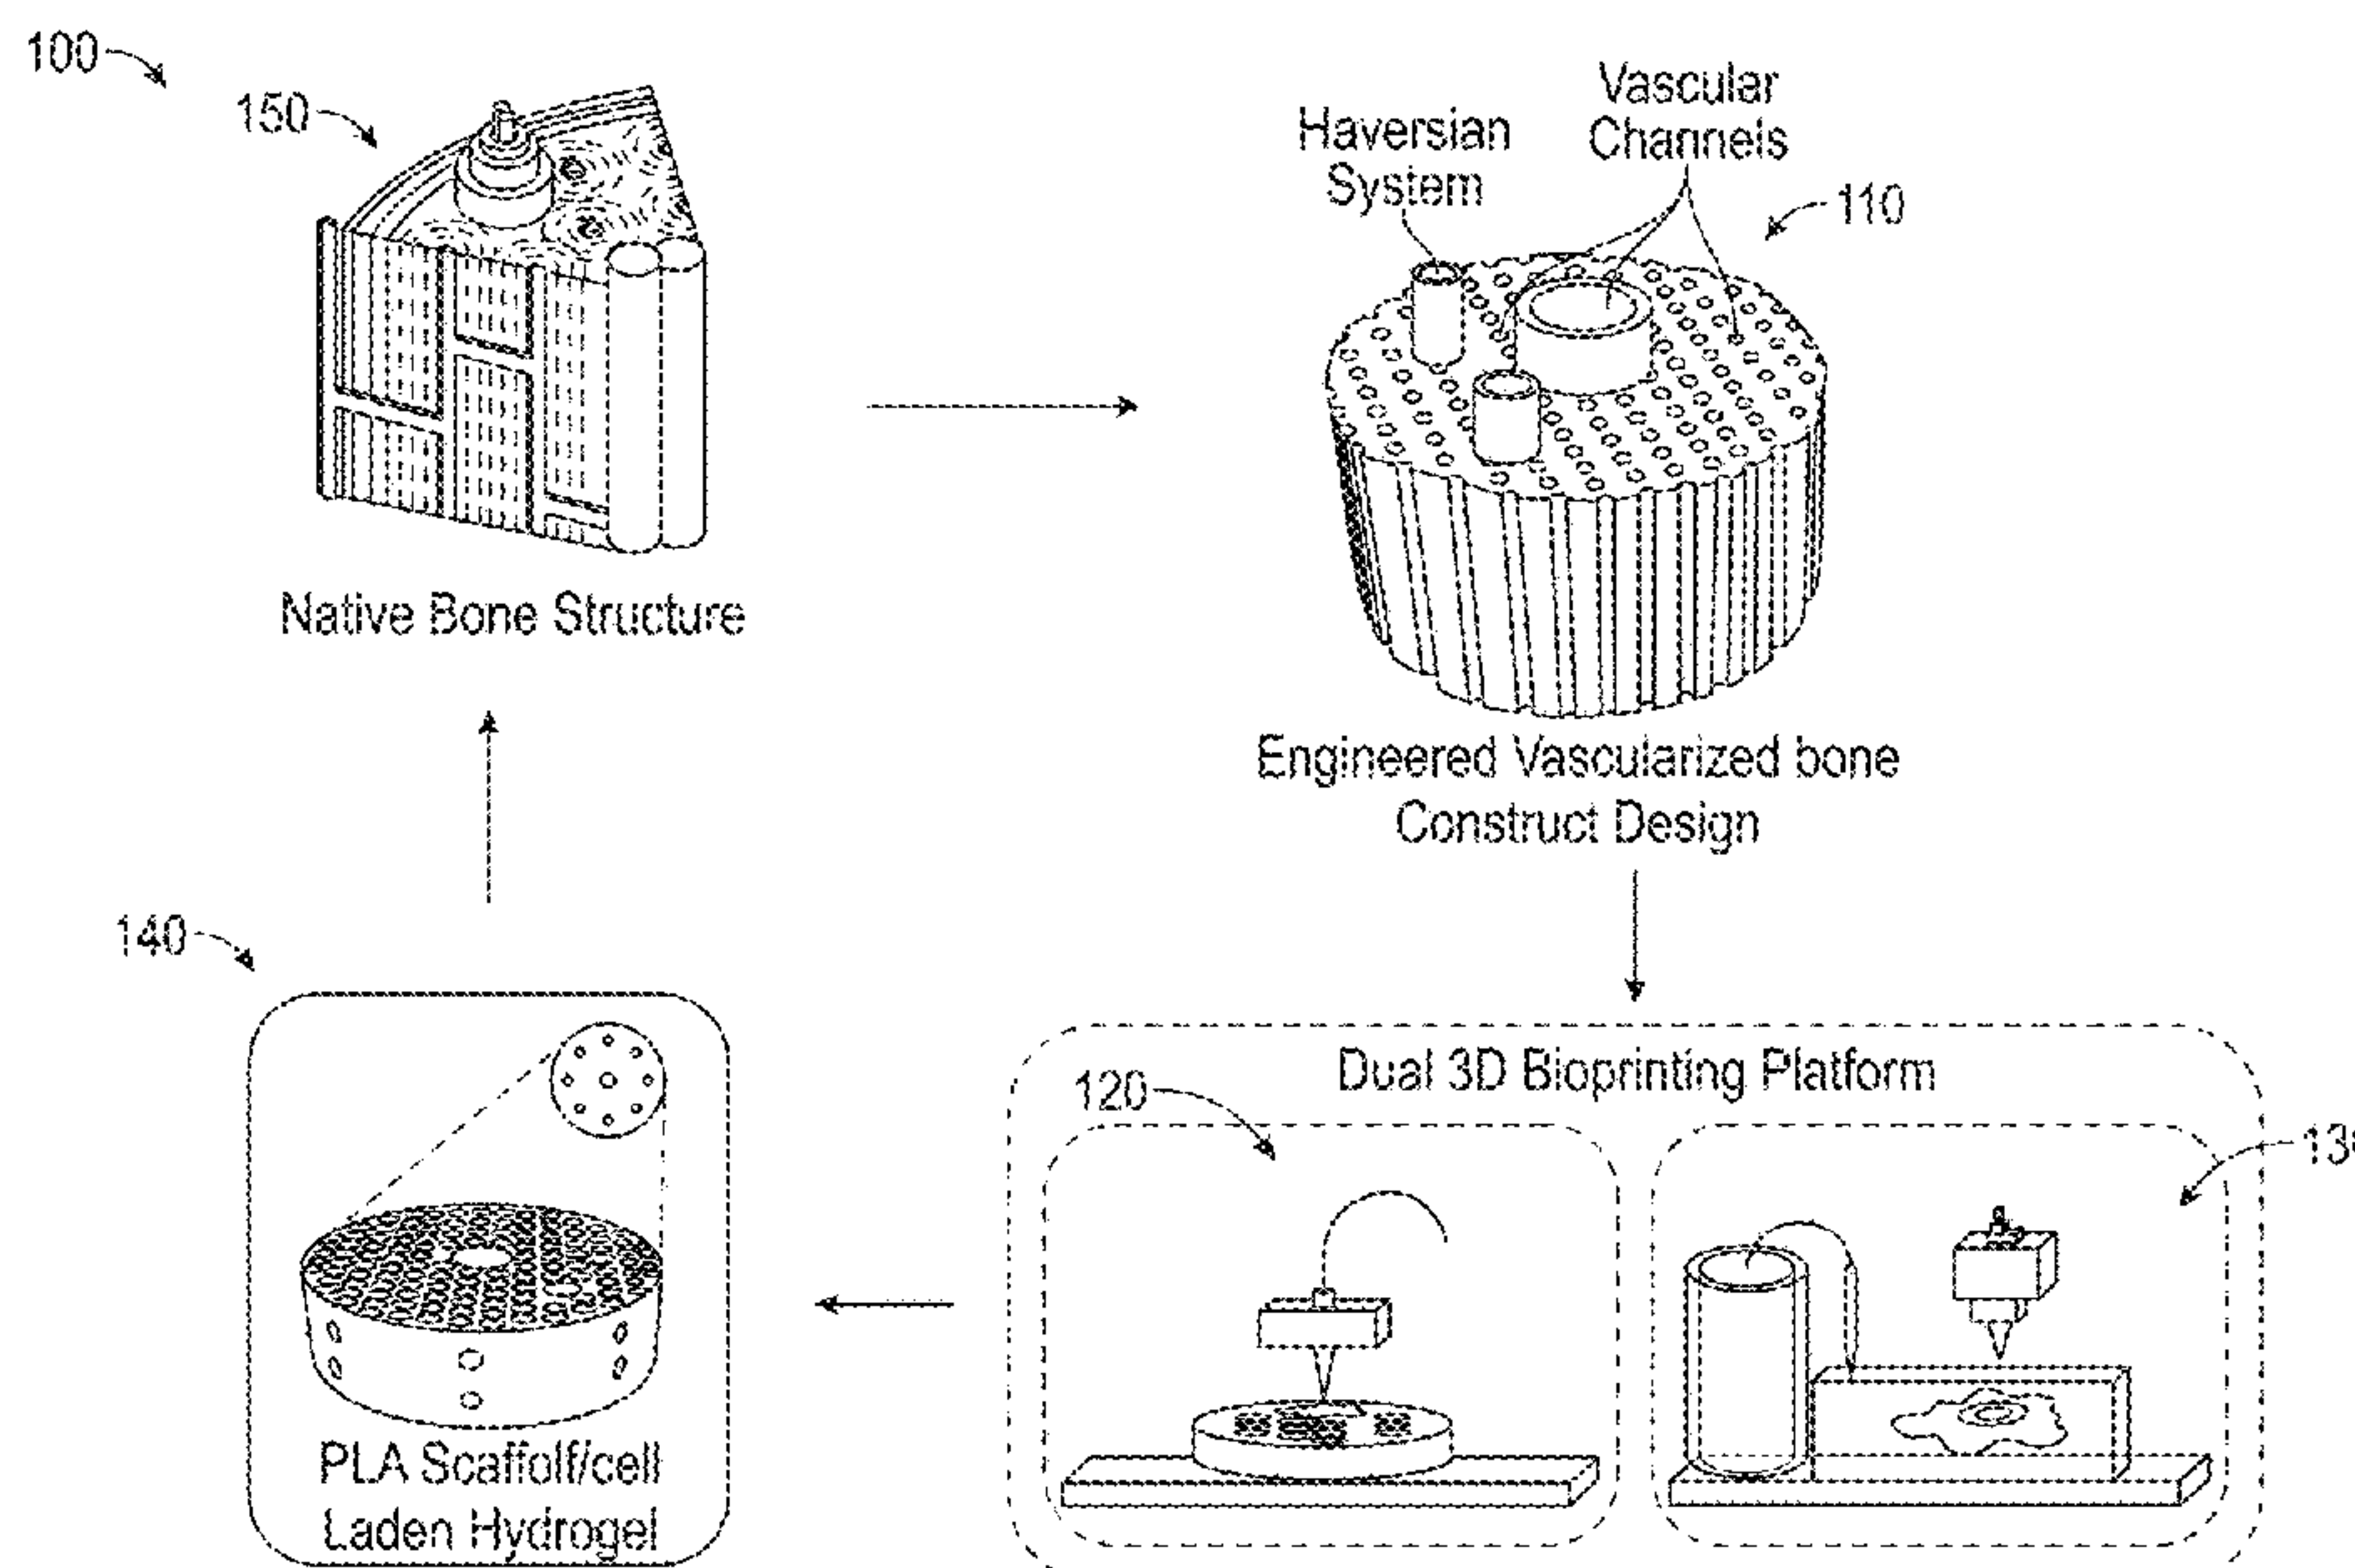 100
150
Haversian
System
Vascular
Channels
110
Native Bone Structure
Engineered Vascularized bone
Construct Design
140
Dual 3D Bioprinting Platform
120
PLA Scaffolf/cell
Laden Hydrogel